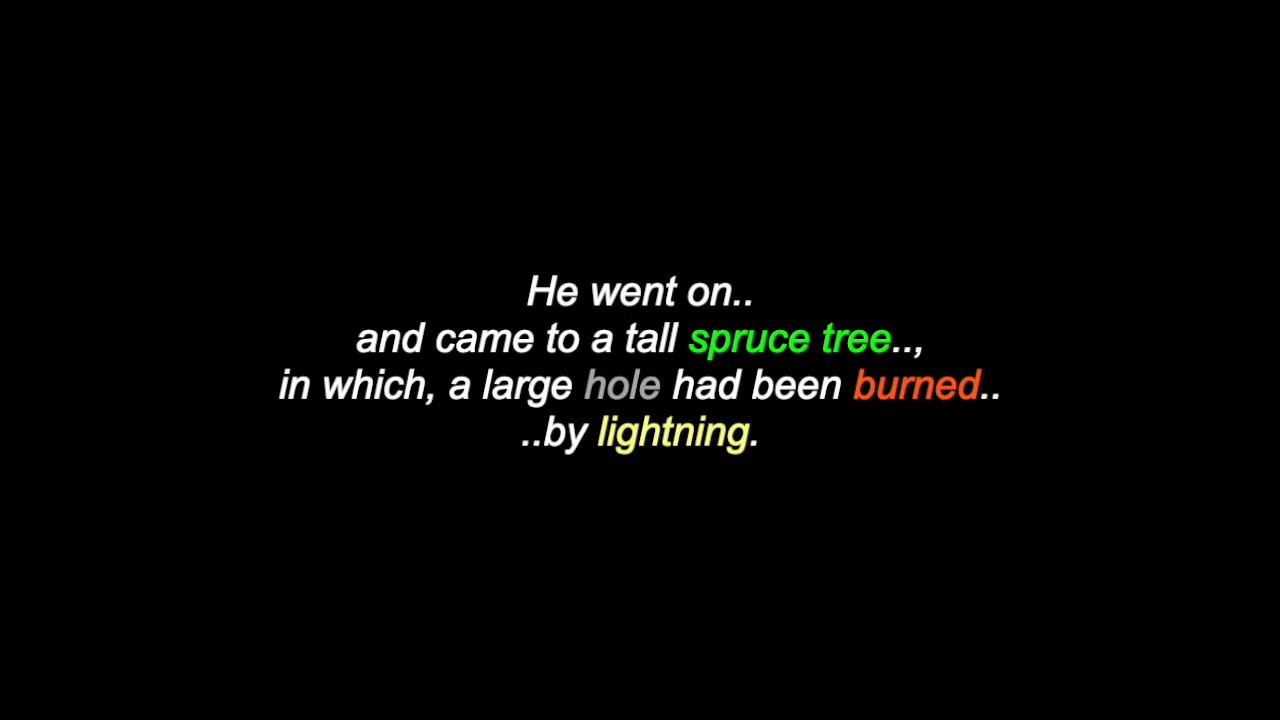 He went on..
and came to a tall spruce tree..,
in which, a large hole had been burned..
..by lightning.